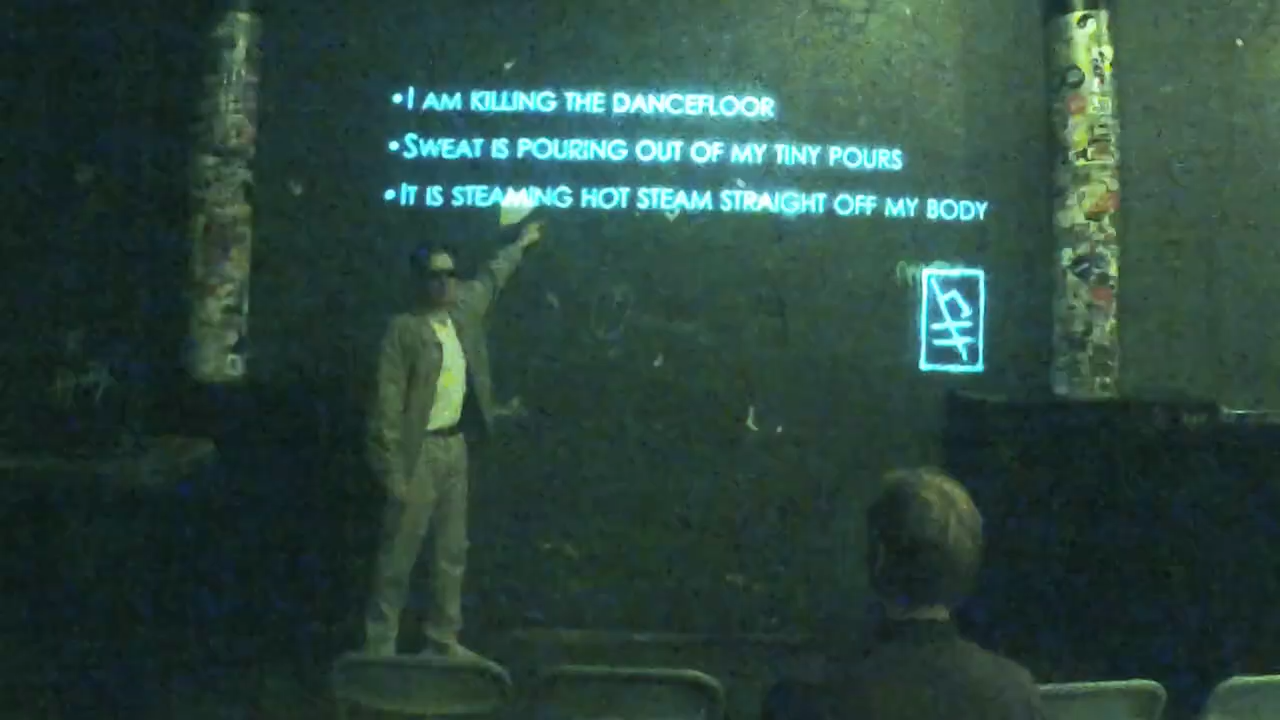 •I AM KILLING THE DANCEFLOOR
•SWEAT IS POURING OUT OF MY TINY POURS
•IT IS STEAMING HOT STEAM STRAIGHT OFF MY BODY